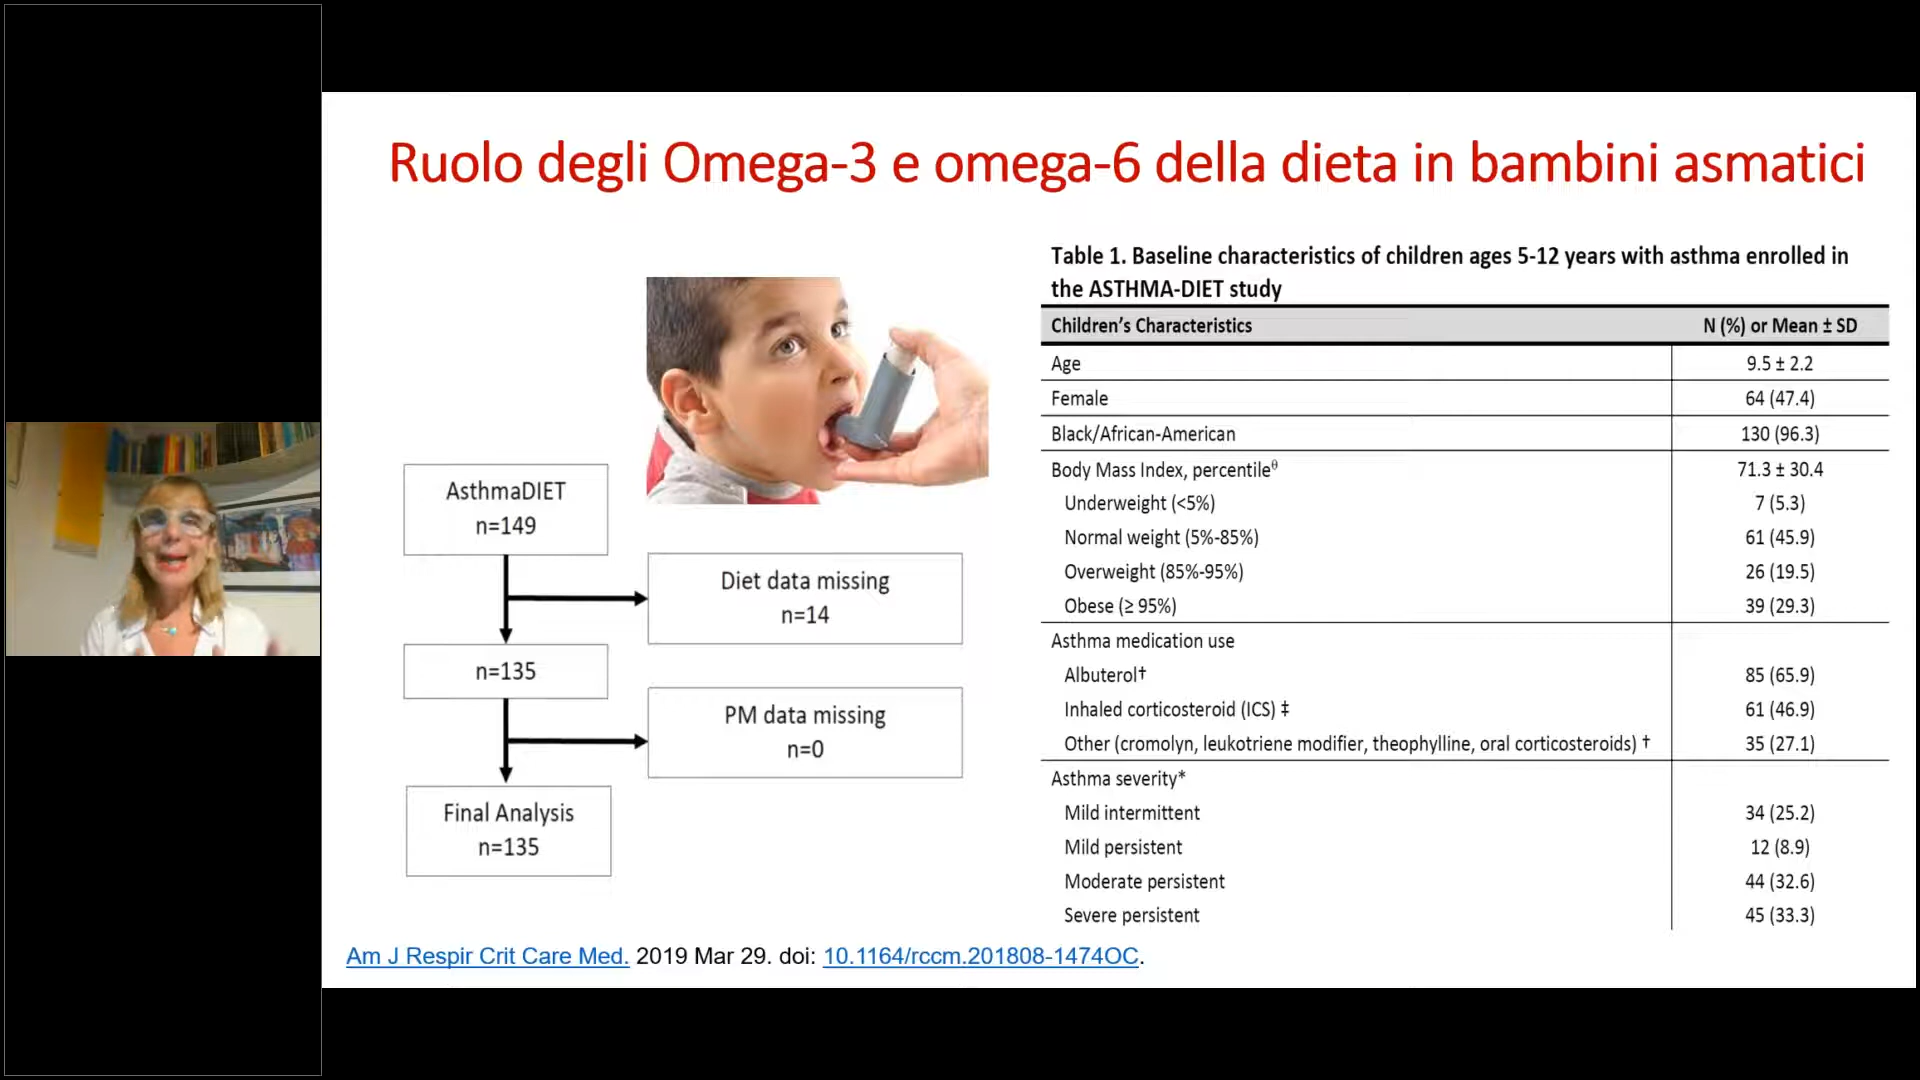 Ruolo degli Omega-3 e omega-6 della dieta in bambini asmatici
AsthmaDIET
n=149
Diet data missing
n=14
n=135
PM data missing
n=0
Final Analysis
n=135
Table 1. Baseline characteristics of children ages 5-12 years with asthma enrolled in
the ASTHMA-DIET study
Children’s Characteristics N (%) or Mean ± SD
Age 9.5 ± 2.2
Female 64 (47.4)
Black/African-American 130 (96.3)
Body Mass Index, percentileᶿ 71.3 ± 30.4
Underweight (<5%) 7 (5.3)
Normal weight (5%-85%) 61 (45.9)
Overweight (85%-95%) 26 (19.5)
Obese (≥ 95%) 39 (29.3)
Asthma medication use
Albuterol† 85 (65.9)
Inhaled corticosteroid (ICS) ‡ 61 (46.9)
Other (cromolyn, leukotriene modifier, theophylline, oral corticosteroids) † 35 (27.1)
Asthma severity*
Mild intermittent 34 (25.2)
Mild persistent 12 (8.9)
Moderate persistent 44 (32.6)
Severe persistent 45 (33.3)
Am J Respir Crit Care Med. 2019 Mar 29. doi: 10.1164/rccm.201808-1474OC.